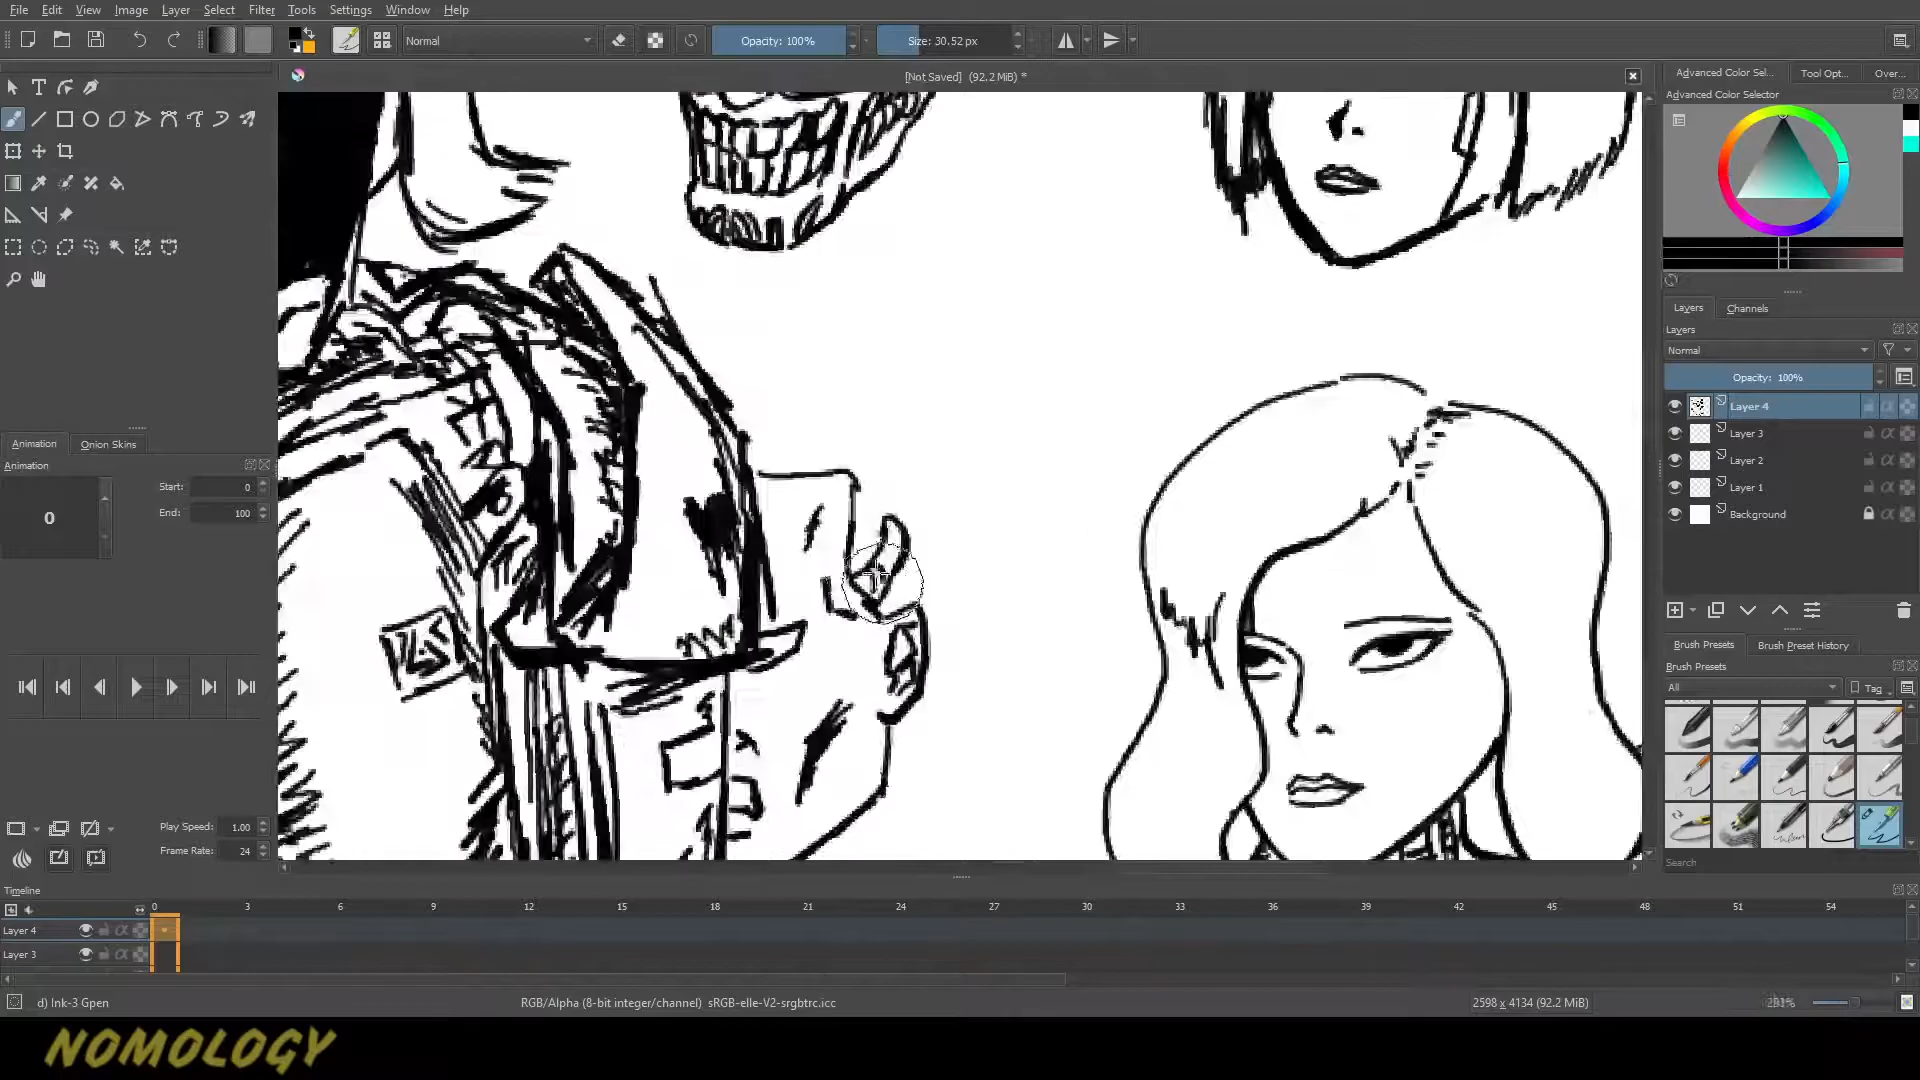 File Edit View Image Layer Select Filter Tools Settings Window Help
Normal Opacity: 100% Size: 30.52 px
[Not Saved] (92.2 MiB) *
Advanced Color Sel... Tool Opt... Over...
Advanced Color Selector
Layers Channels
Layers
Normal
Opacity: 100%
Layer 4
Layer 3
Layer 2
Layer 1
Background
Brush Presets Brush Preset History
Brush Presets
All Tag
Search
Animation Onion Skins
Animation
0
Start: 0
End: 100
Play Speed: 1.00
Frame Rate: 24
Timeline
0 3 6 9 12 15 18 21 24 27 30 33 36 39 42 45 48 51 54
Layer 4
Layer 3
d) Ink-3 Gpen RGB/Alpha (8-bit integer/channel) sRGB-elle-V2-srgbtrc.icc 2598 x 4134 (92.2 MiB)
NOMOLOGY